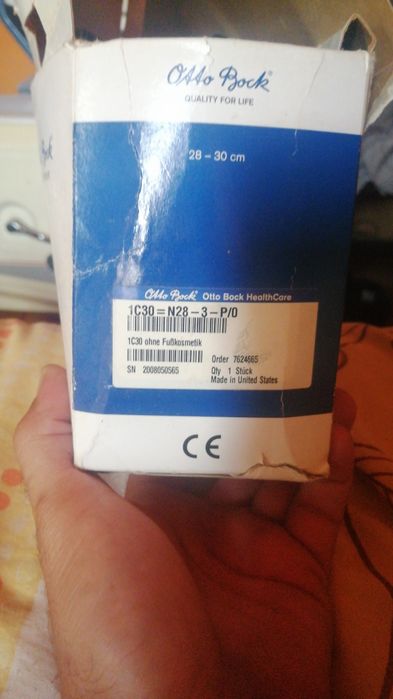 Otto Bock®
QUALITY FOR LIFE
28 – 30 cm
Otto Bock® Otto Bock HealthCare
1C30=N28-3-P/0
1C30 ohne Fußkosmetik
Order 7624665
SN 2008050565
Qty 1 Stück
Made in United States
CE